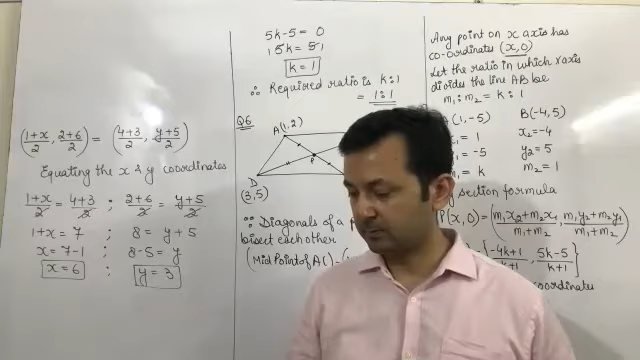 (1+x/2, 2+6/2) = (4+3/2, y+5/2)
Equating the x & y coordinates
1+x/2 = 4+3/2 ; 2+6/2 = y+5/2
1+x = 7 ; 8 = y+5
x = 7-1 ; 8-5 = y
x = 6 ; y = 3
5k-5 = 0
k = 1
∴ Required ratio is k:1
= 1:1
Q6
A(1,2)
P
D
(3,5)
∵ Diagonals of a
bisect each other
(Mid Point of AC) =
Any point on x axis has
co-ordinates (x,0)
Let the ratio in which x axis
divides the line AB be
m₁:m₂ = k:1
(1,-5) B(-4,5)
= 1 x₂=-4
= -5 y₂=5
= k m₂=1
section formula
P(x,0) = (m₁x₂+m₂x₁/m₁+m₂, m₁y₂+m₂y₁/m₁+m₂)
{-4k+1/k+1, 5k-5/k+1}
coordinates